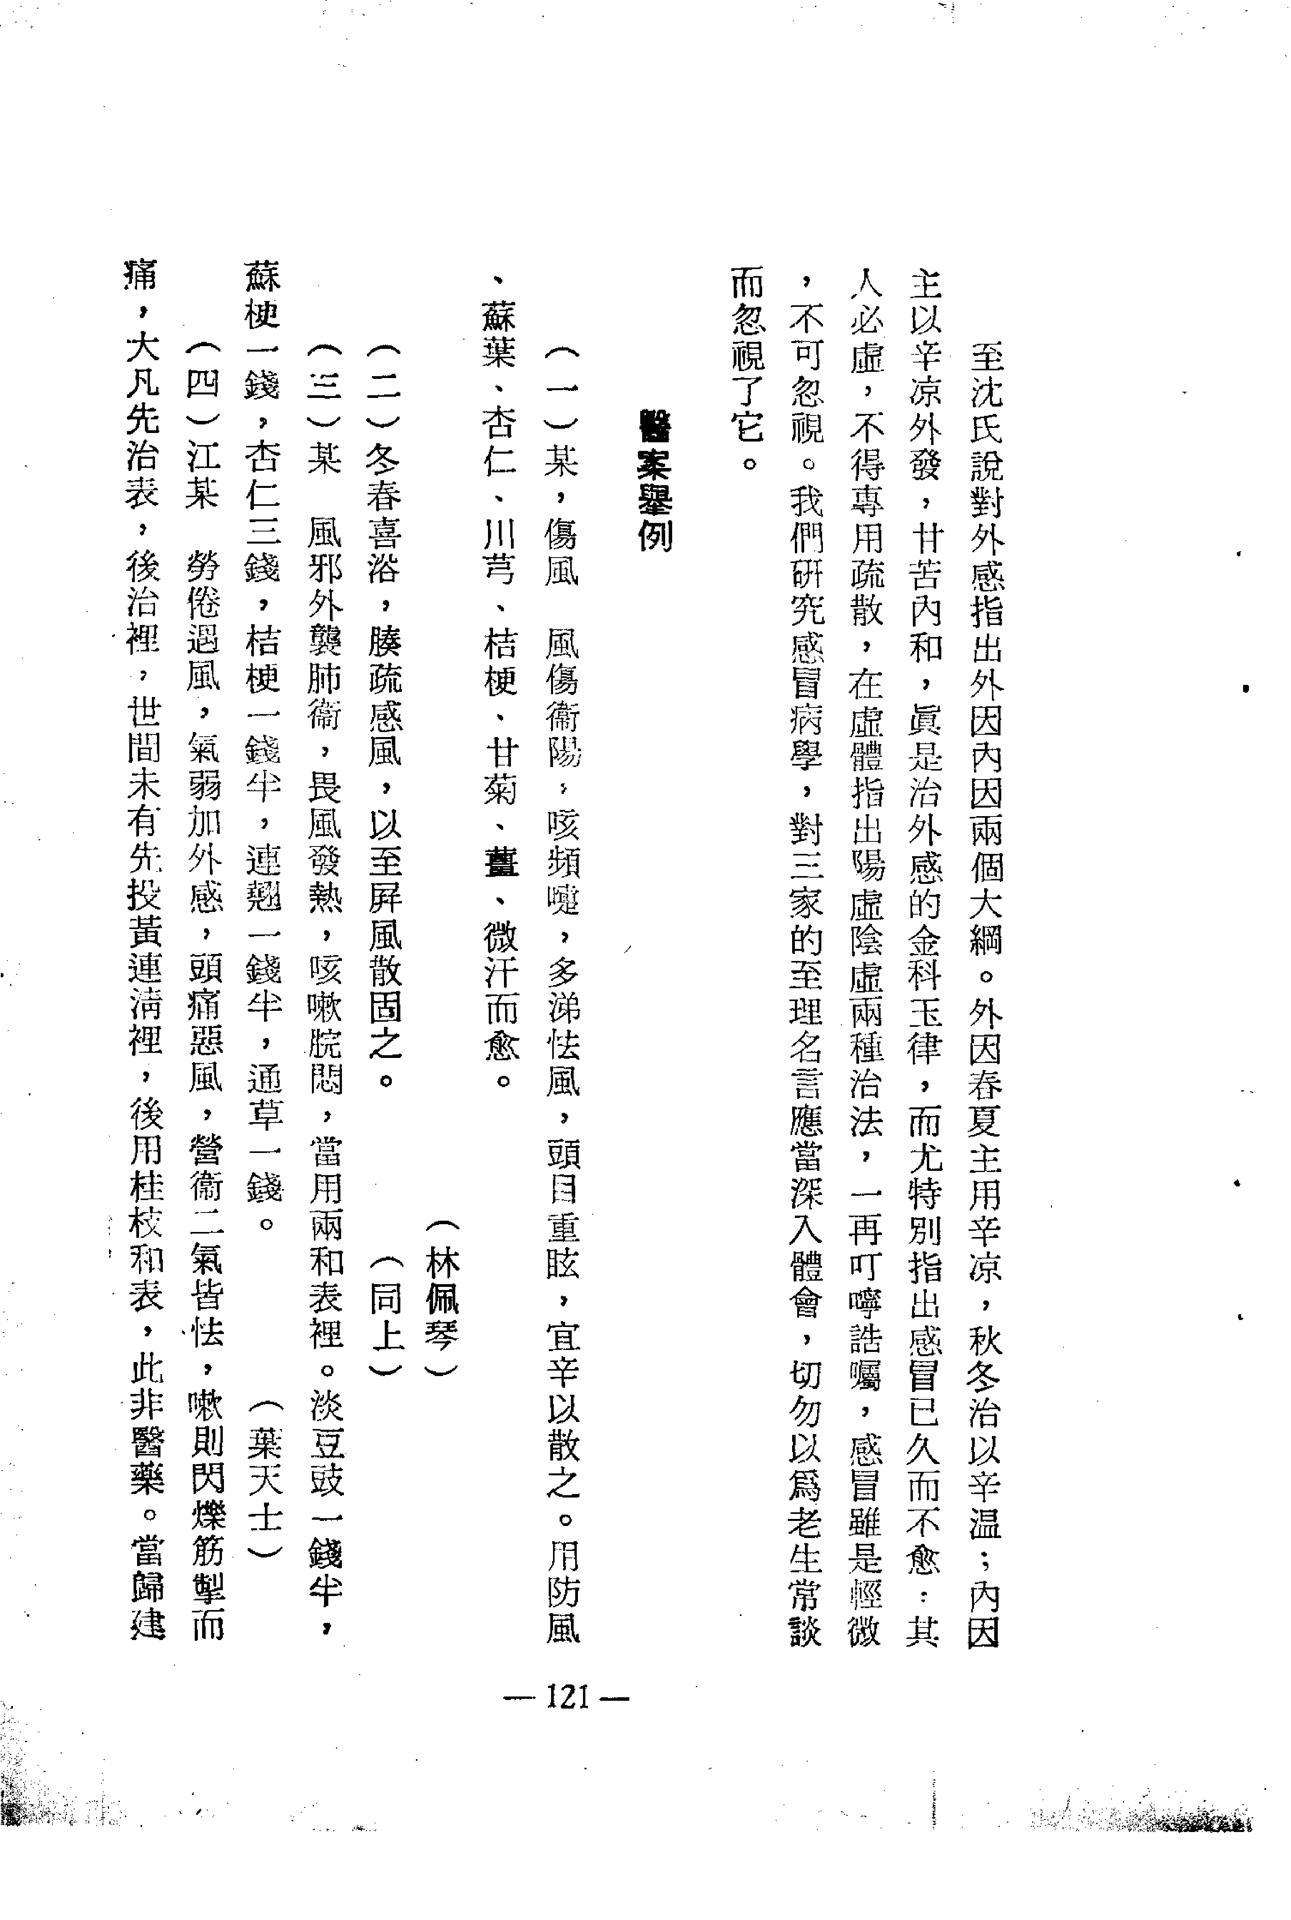 至沈氏說對外感指出外因內因兩個大綱。外因春夏主用辛凉，秋冬治以辛温；內因
主以辛凉外發，甘苦內和，眞是治外感的金科玉律，而尤特別指出感冒已久而不愈：其
人必虛，不得專用疏散，在虛體指出陽虛陰虛兩種治法，一再叮嚀誥囑，感冒雖是輕微
，不可忽視。我們硏究感冒病學，對三家的至理名言應當深入體會，切勿以爲老生常談
而忽視了它。
醫案舉例
（一）某，傷風　風傷衞陽，咳頻嚏，多涕怯風，頭目重眩，宜辛以散之。用防風
、蘇葉、杏仁、川芎、桔梗、甘菊、薑、微汗而愈。
（林佩琴）
（二）冬春喜浴，腠疏感風，以至屛風散固之。　（同上）
（三）某　風邪外襲肺衞，畏風發熱，咳嗽脘悶，當用兩和表裡。淡豆豉一錢半，
蘇梗一錢，杏仁三錢，桔梗一錢半，連翹一錢半，通草一錢。　（葉天士）
（四）江某　勞倦遇風，氣弱加外感，頭痛惡風，營衞二氣皆怯，嗽則閃爍筋掣而
痛，大凡先治表，後治裡，世間未有先投黃連淸裡，後用桂枝和表，此非醫藥。當歸建
— 121 —